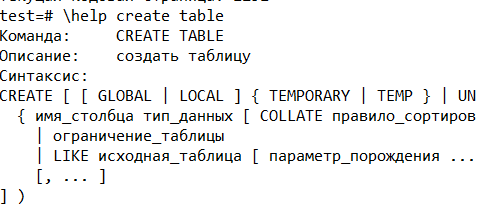 test=# \help create table
Команда:     CREATE TABLE
Описание:    создать таблицу
Синтаксис:
CREATE [ [ GLOBAL | LOCAL ] { TEMPORARY | TEMP } | UN
  { имя_столбца тип_данных [ COLLATE правило_сортиров
    | ограничение_таблицы
    | LIKE исходная_таблица [ параметр_порождения ...
    [, ... ]
] )